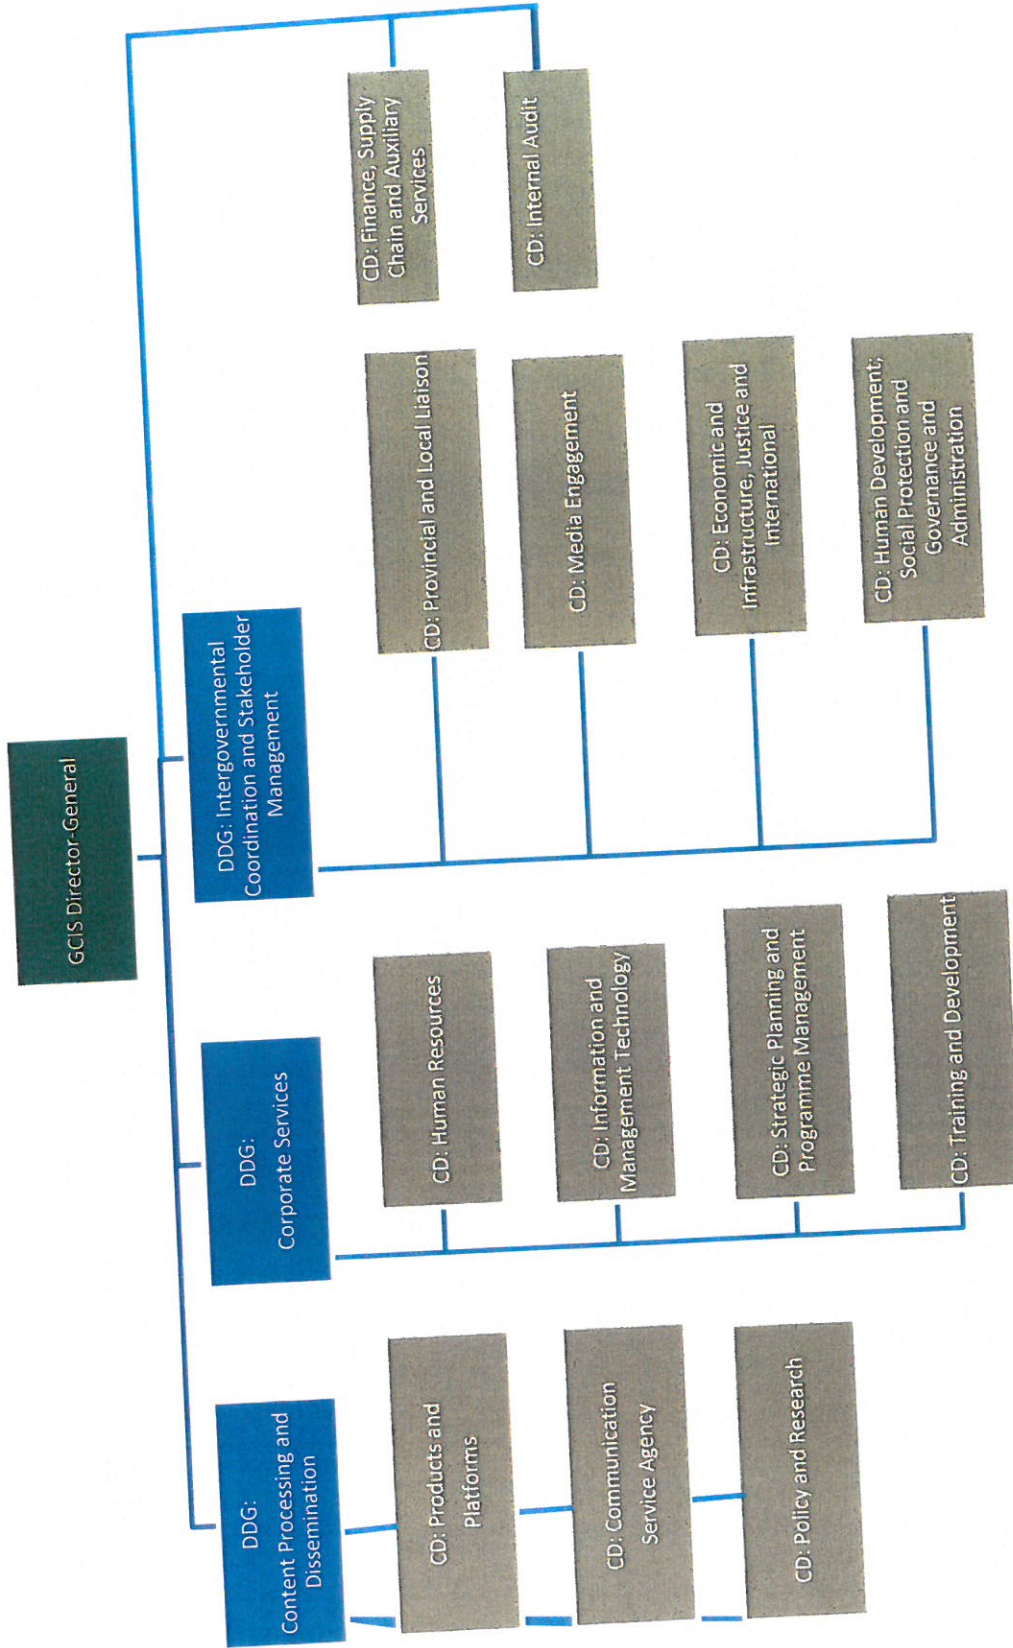 GCIS Director-General
DDG:
Content Processing and
Dissemination
CD: Products and
Platforms
CD: Communication
Service Agency
CD: Policy and Research
DDG:
Corporate Services
CD: Human Resources
CD: Information and
Management Technology
CD: Strategic Planning and
Programme Management
CD: Training and Development
DDG: Intergovernmental
Coordination and Stakeholder
Management
CD: Provincial and Local Liaison
CD: Media Engagement
CD: Economic and
Infrastructure, Justice and
International
CD: Human Development;
Social Protection and
Governance and
Administration
CD: Finance, Supply
Chain and Auxiliary
Services
CD: Internal Audit